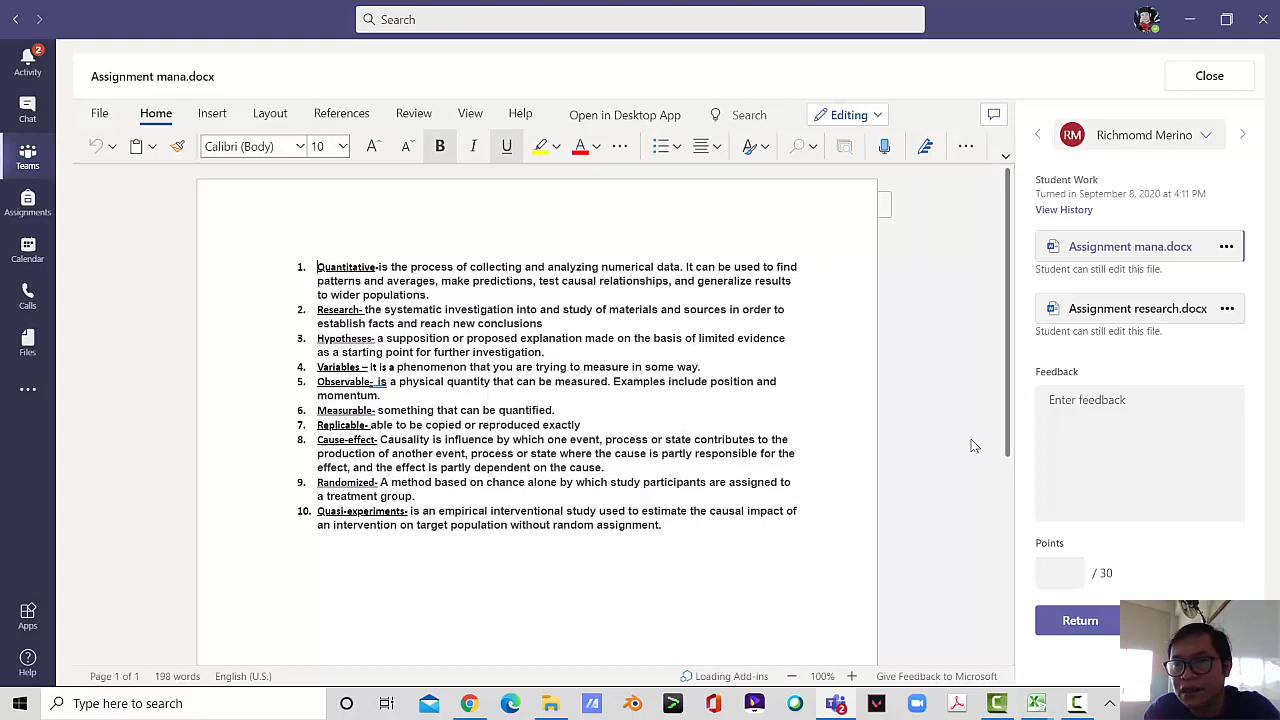 Search
2
Activity
Chat
Teams
Assignments
Calendar
Calls
Files
Apps
Help
Assignment mana.docx
Close
File Home Insert Layout References Review View Help Open in Desktop App Search Editing
Calibri (Body) 10 B I U A
1. Quantitative-is the process of collecting and analyzing numerical data. It can be used to find
patterns and averages, make predictions, test causal relationships, and generalize results
to wider populations.
2. Research- the systematic investigation into and study of materials and sources in order to
establish facts and reach new conclusions
3. Hypotheses- a supposition or proposed explanation made on the basis of limited evidence
as a starting point for further investigation.
4. Variables – it is a phenomenon that you are trying to measure in some way.
5. Observable- is a physical quantity that can be measured. Examples include position and
momentum.
6. Measurable- something that can be quantified.
7. Replicable- able to be copied or reproduced exactly
8. Cause-effect- Causality is influence by which one event, process or state contributes to the
production of another event, process or state where the cause is partly responsible for the
effect, and the effect is partly dependent on the cause.
9. Randomized- A method based on chance alone by which study participants are assigned to
a treatment group.
10. Quasi-experiments- is an empirical interventional study used to estimate the causal impact of
an intervention on target population without random assignment.
Page 1 of 1 198 words English (U.S.) Loading Add-ins 100% Give Feedback to Microsoft
RM Richmomd Merino
Student Work
Turned in September 8, 2020 at 4:11 PM
View History
Assignment mana.docx
Student can still edit this file.
Assignment research.docx
Student can still edit this file.
Feedback
Enter feedback
Points
/ 30
Return
Type here to search
2